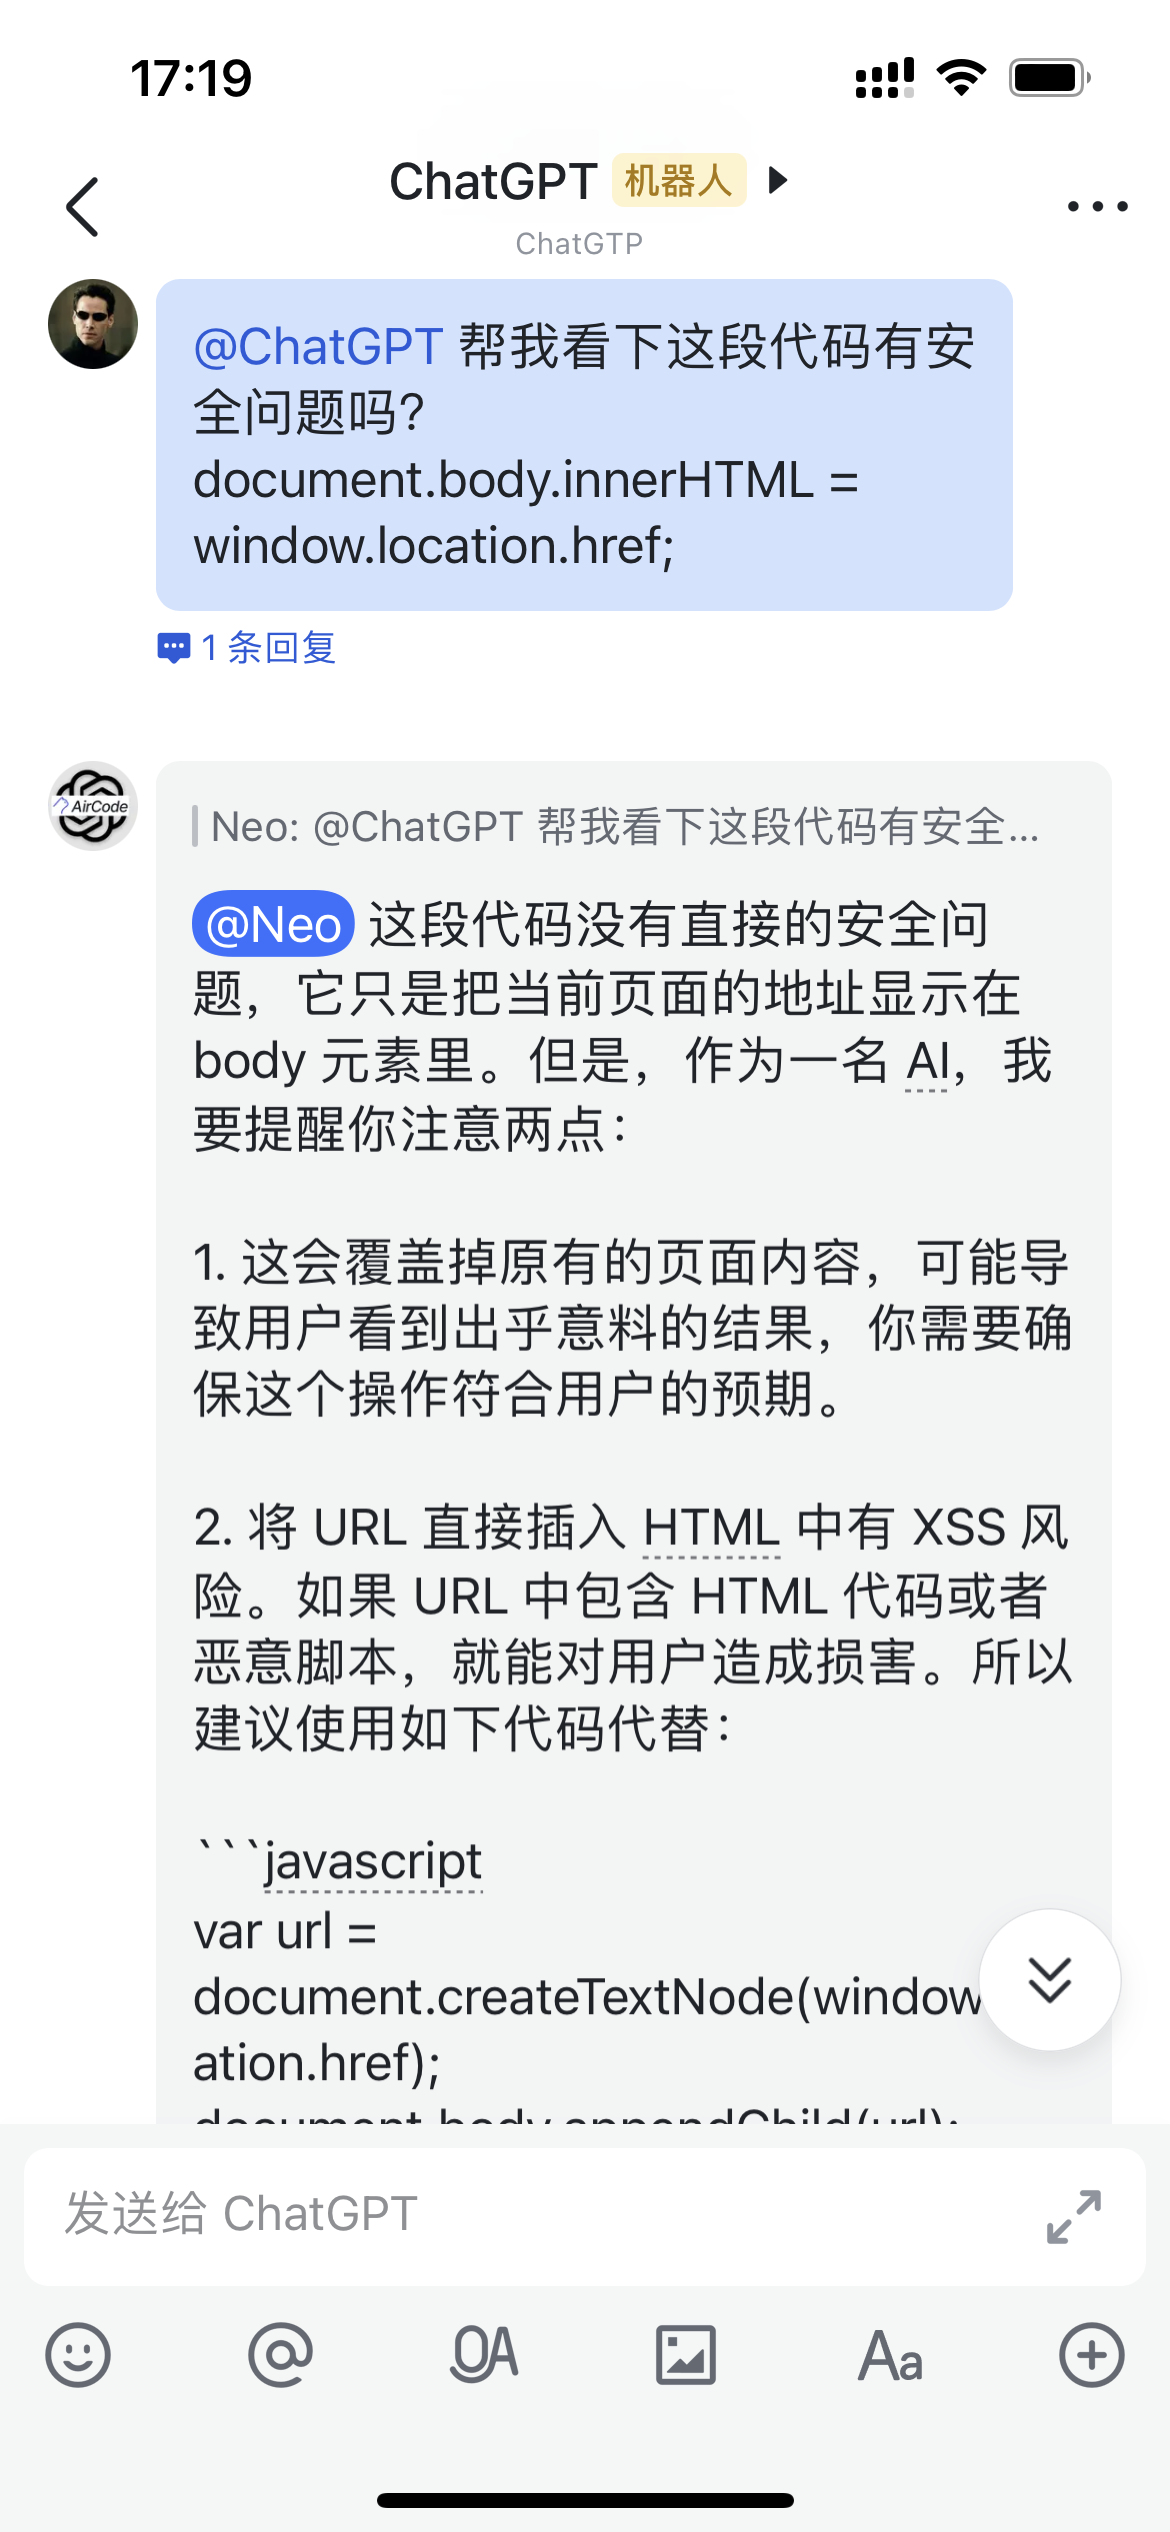 17:19
ChatGPT 机器人
ChatGTP
@ChatGPT 帮我看下这段代码有安
全问题吗?
document.body.innerHTML =
window.location.href;
1 条回复
AirCode
Neo: @ChatGPT 帮我看下这段代码有安全...
@Neo 这段代码没有直接的安全问
题，它只是把当前页面的地址显示在
body 元素里。但是，作为一名 AI，我
要提醒你注意两点：
1. 这会覆盖掉原有的页面内容，可能导
致用户看到出乎意料的结果，你需要确
保这个操作符合用户的预期。
2. 将 URL 直接插入 HTML 中有 XSS 风
险。如果 URL 中包含 HTML 代码或者
恶意脚本，就能对用户造成损害。所以
建议使用如下代码代替：
```javascript
var url =
document.createTextNode(window
ation.href);
document.body.appendChild(url);
发送给 ChatGPT
Aa